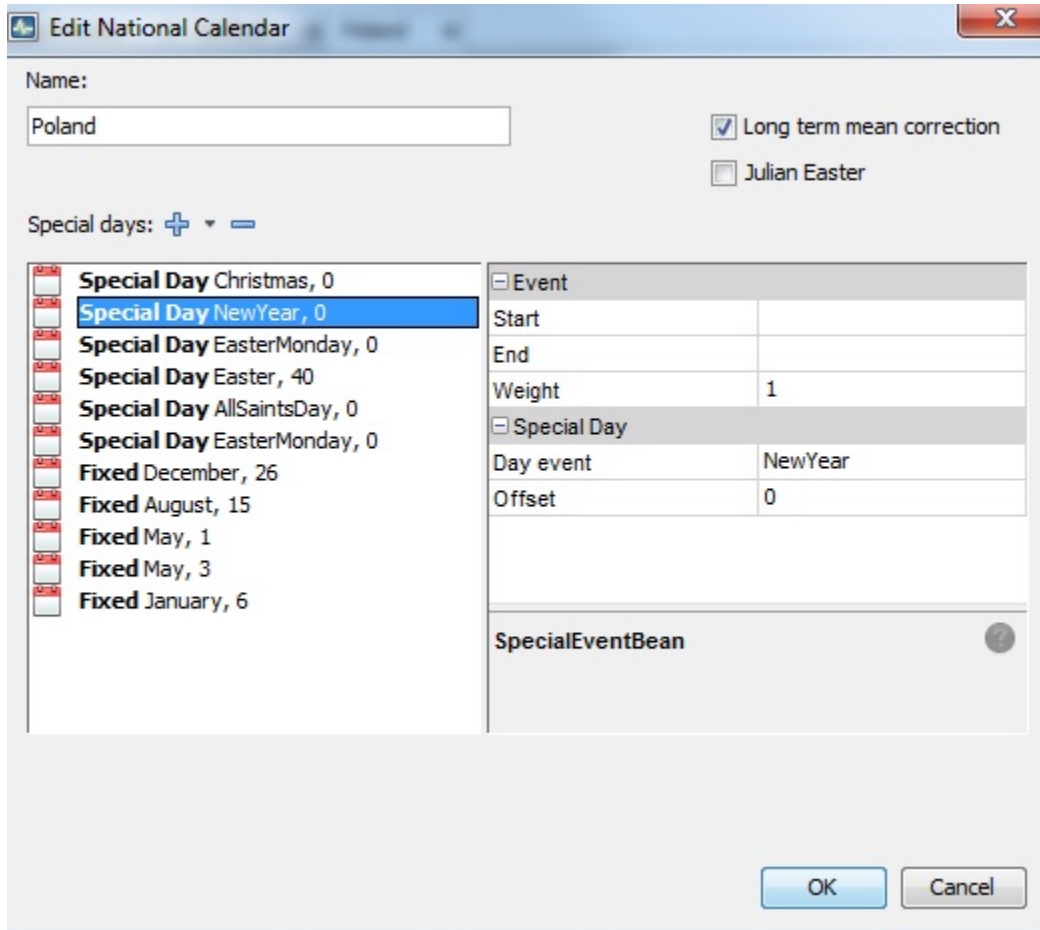 Edit National Calendar
Name:
Poland
Long term mean correction
Julian Easter
Special days:
Special Day Christmas, 0
Special Day NewYear, 0
Special Day EasterMonday, 0
Special Day Easter, 40
Special Day AllSaintsDay, 0
Special Day EasterMonday, 0
Fixed December, 26
Fixed August, 15
Fixed May, 1
Fixed May, 3
Fixed January, 6
Event
Start
End
Weight 1
Special Day
Day event NewYear
Offset 0
SpecialEventBean
?
OK Cancel